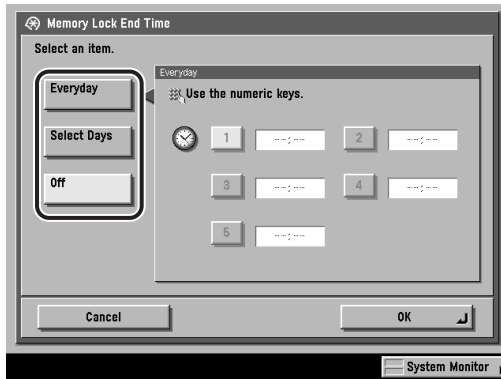 Memory Lock End Time
Select an item.
Everyday
Select Days
Off
Everyday
Use the numeric keys.
1 --:-- 2 --:--
3 --:-- 4 --:--
5 --:--
Cancel OK
System Monitor